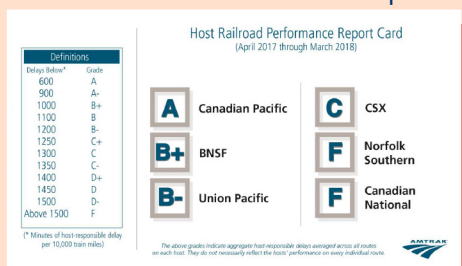 Host Railroad Performance Report Card
(April 2017 through March 2018)
Definitions
Delays Below* Grade
600 A
900 A-
1000 B+
1100 B
1200 B-
1250 C+
1300 C
1350 C-
1400 D+
1450 D
1500 D-
Above 1500 F
(* Minutes of host-responsible delay
per 10,000 train miles)
A Canadian Pacific
B+ BNSF
B- Union Pacific
C CSX
F Norfolk
Southern
F Canadian
National
The above grades indicate aggregate host-responsible delays averaged across all routes
on each host. They do not necessarily reflect the hosts' performance on every individual route.
AMTRAK